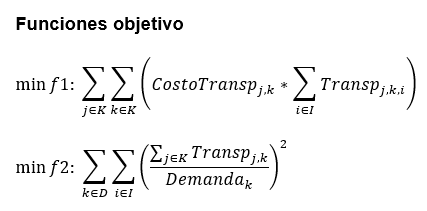 Funciones objetivo
min f1: ∑_{j∈K} ∑_{k∈K} (CostoTransp_{j,k} * ∑_{i∈I} Transp_{j,k,i})
min f2: ∑_{k∈D} ∑_{i∈I} (∑_{j∈K} Transp_{j,k} / Demanda_k)^2